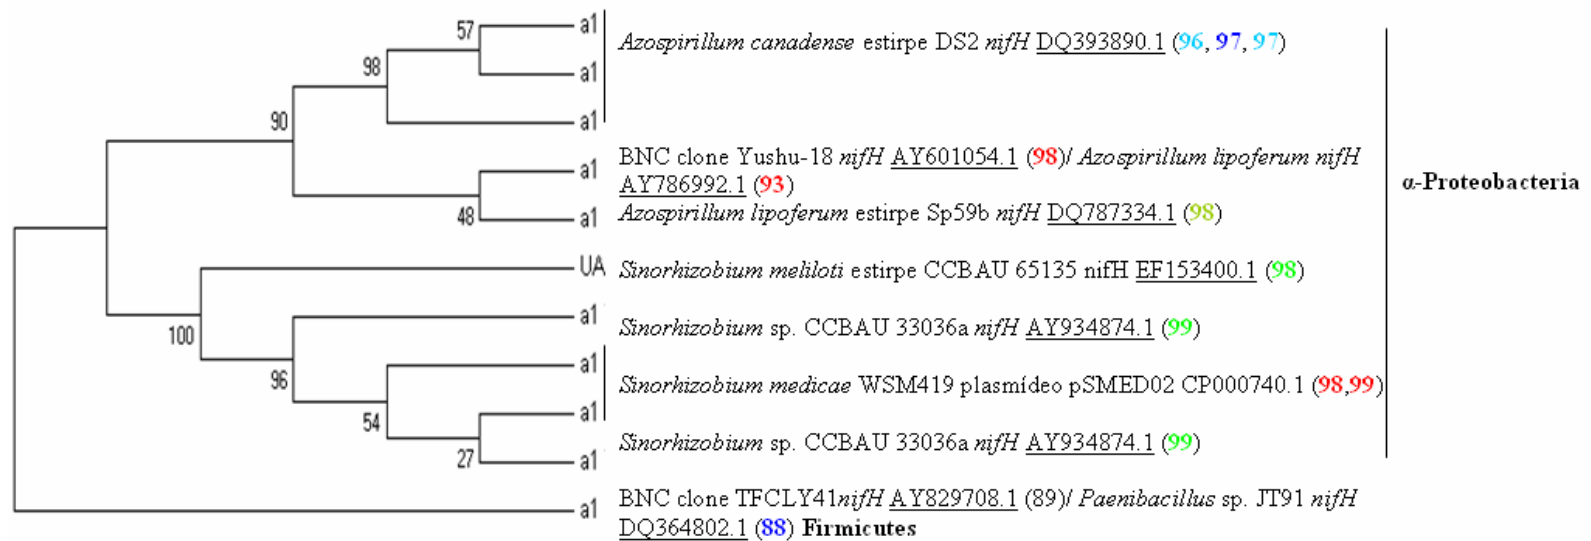 a1
57
Azospirillum canadense estirpe DS2 nifH DQ393890.1 (96, 97, 97)
98
a1
90
a1
BNC clone Yushu-18 nifH AY601054.1 (98)/ Azospirillum lipoferum nifH
a1
AY786992.1 (93)
α-Proteobacteria
48
a1
Azospirillum lipoferum estirpe Sp59b nifH DQ787334.1 (98)
UA
Sinorhizobium meliloti estirpe CCBAU 65135 nifH EF153400.1 (98)
a1
Sinorhizobium sp. CCBAU 33036a nifH AY934874.1 (99)
100
a1
96
Sinorhizobium medicae WSM419 plasmídeo pSMED02 CP000740.1 (98,99)
54
a1
Sinorhizobium sp. CCBAU 33036a nifH AY934874.1 (99)
27
a1
BNC clone TFCLY41nifH AY829708.1 (89)/ Paenibacillus sp. JT91 nifH
a1
DQ364802.1 (88) Firmicutes